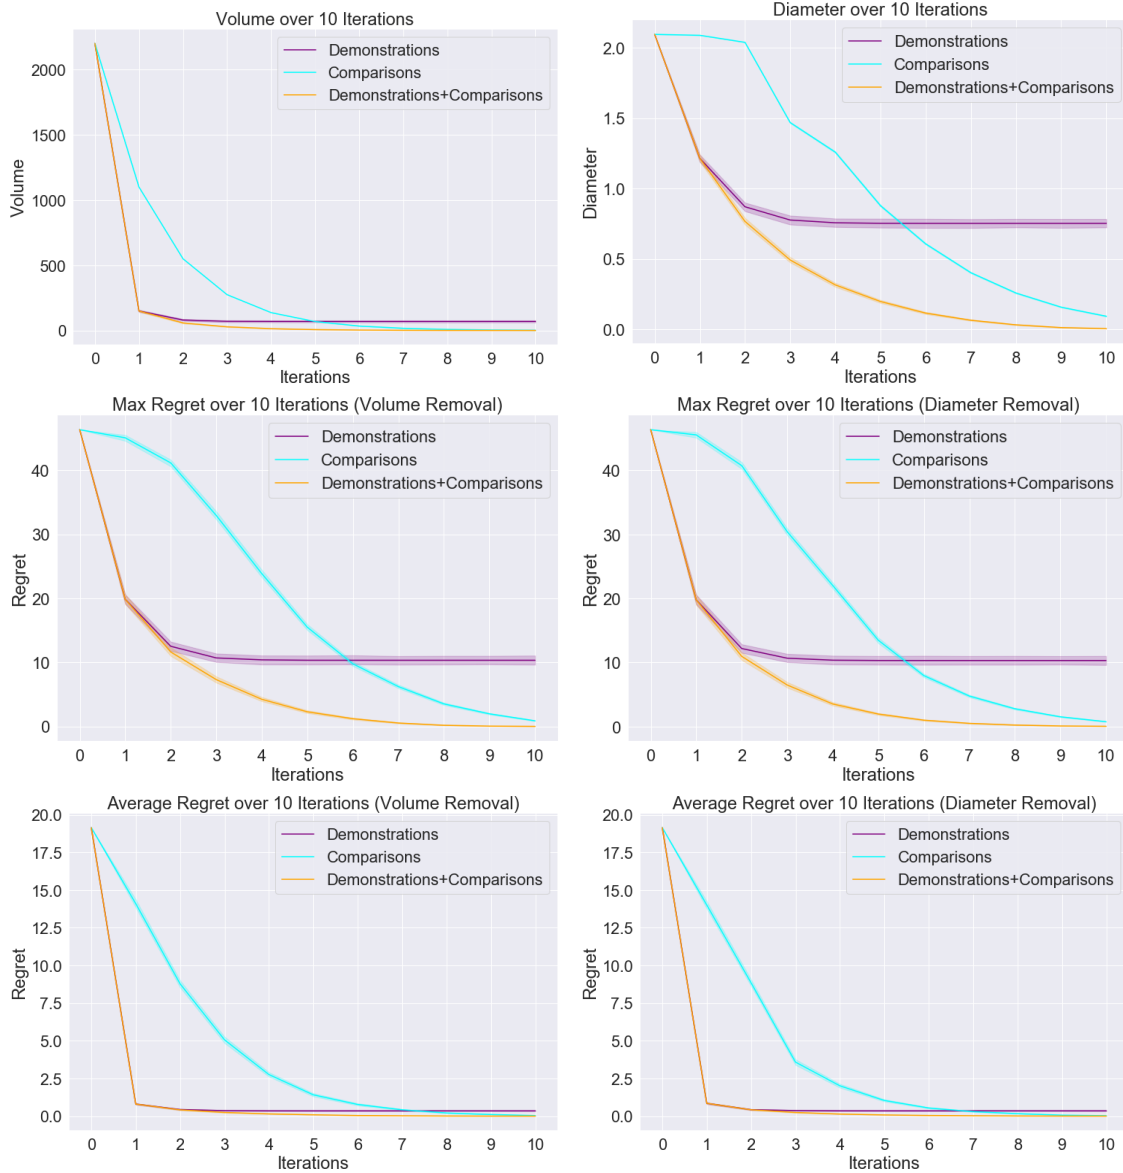 Volume over 10 Iterations
Demonstrations
Comparisons
Demonstrations+Comparisons
2000
1500
1000
500
0
Volume
0 1 2 3 4 5 6 7 8 9 10
Iterations
Diameter over 10 Iterations
Demonstrations
Comparisons
Demonstrations+Comparisons
2.0
1.5
1.0
0.5
0.0
Diameter
0 1 2 3 4 5 6 7 8 9 10
Iterations
Max Regret over 10 Iterations (Volume Removal)
Demonstrations
Comparisons
Demonstrations+Comparisons
40
30
20
10
0
Regret
0 1 2 3 4 5 6 7 8 9 10
Iterations
Max Regret over 10 Iterations (Diameter Removal)
Demonstrations
Comparisons
Demonstrations+Comparisons
40
30
20
10
0
Regret
0 1 2 3 4 5 6 7 8 9 10
Iterations
Average Regret over 10 Iterations (Volume Removal)
Demonstrations
Comparisons
Demonstrations+Comparisons
20.0
17.5
15.0
12.5
10.0
7.5
5.0
2.5
0.0
Regret
0 1 2 3 4 5 6 7 8 9 10
Iterations
Average Regret over 10 Iterations (Diameter Removal)
Demonstrations
Comparisons
Demonstrations+Comparisons
20.0
17.5
15.0
12.5
10.0
7.5
5.0
2.5
0.0
Regret
0 1 2 3 4 5 6 7 8 9 10
Iterations